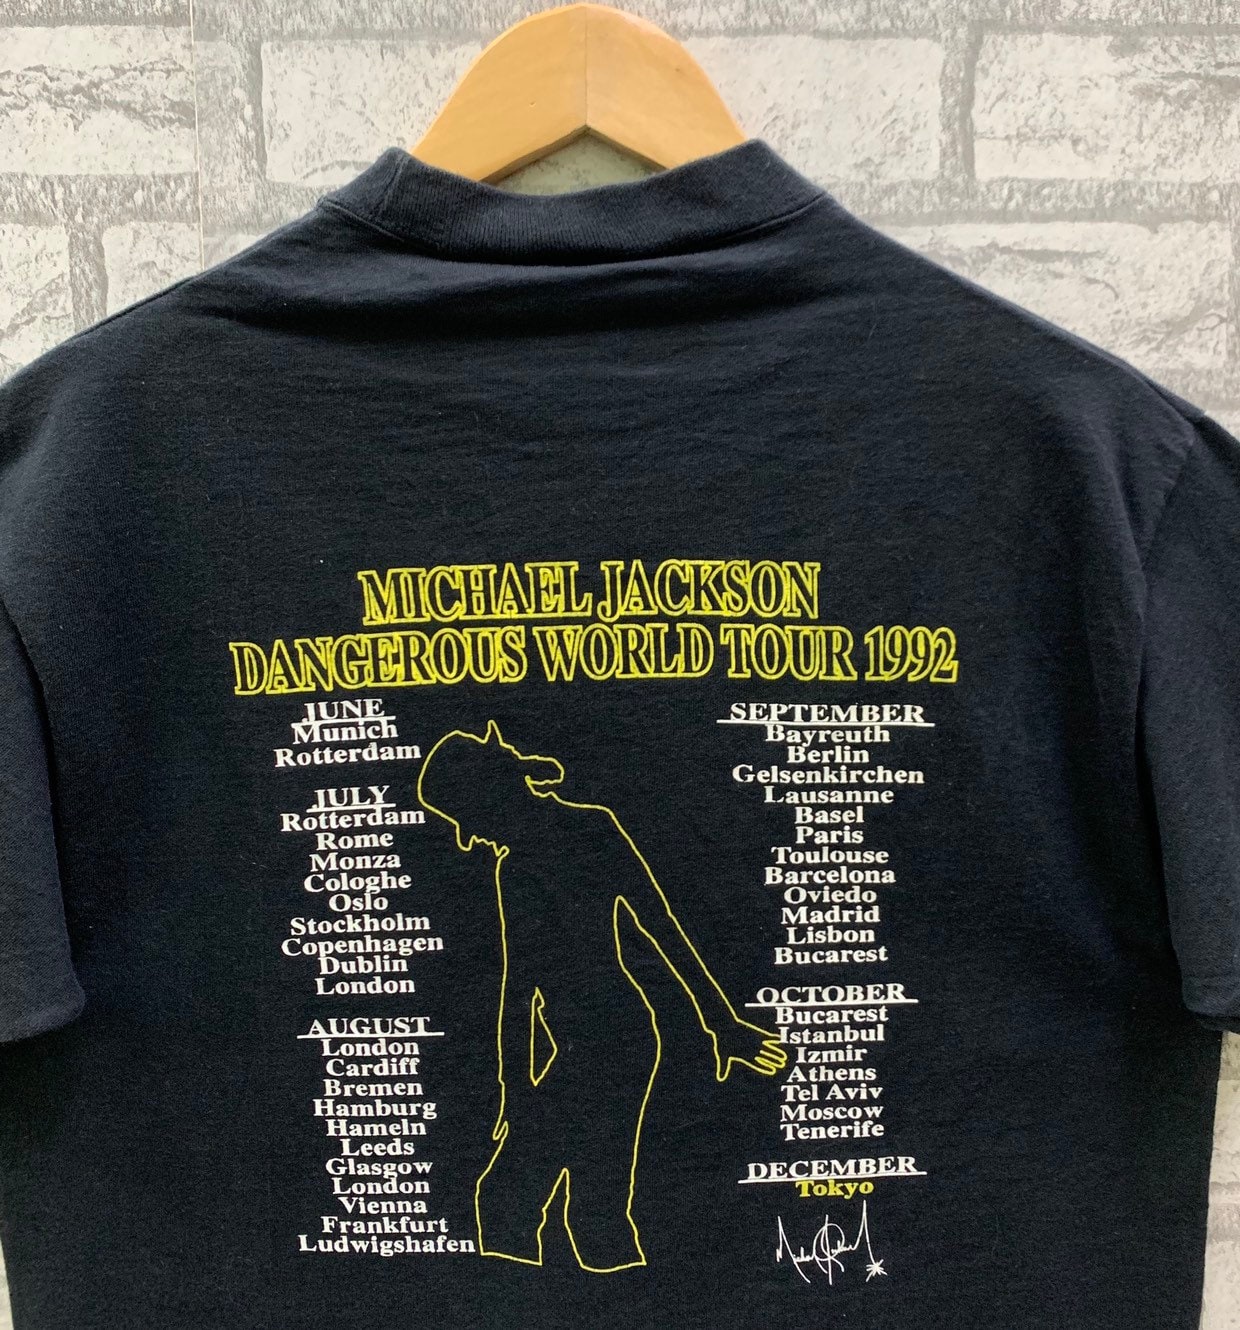 MICHAEL JACKSON
DANGEROUS WORLD TOUR 1992
JUNE
Munich
Rotterdam
JULY
Rotterdam
Rome
Monza
Cologhe
Oslo
Stockholm
Copenhagen
Dublin
London
AUGUST
London
Cardiff
Bremen
Hamburg
Hameln
Leeds
Glasgow
London
Vienna
Frankfurt
Ludwigshafen
SEPTEMBER
Bayreuth
Berlin
Gelsenkirchen
Lausanne
Basel
Paris
Toulouse
Barcelona
Oviedo
Madrid
Lisbon
Bucarest
OCTOBER
Bucarest
Istanbul
Izmir
Athens
Tel Aviv
Moscow
Tenerife
DECEMBER
Tokyo